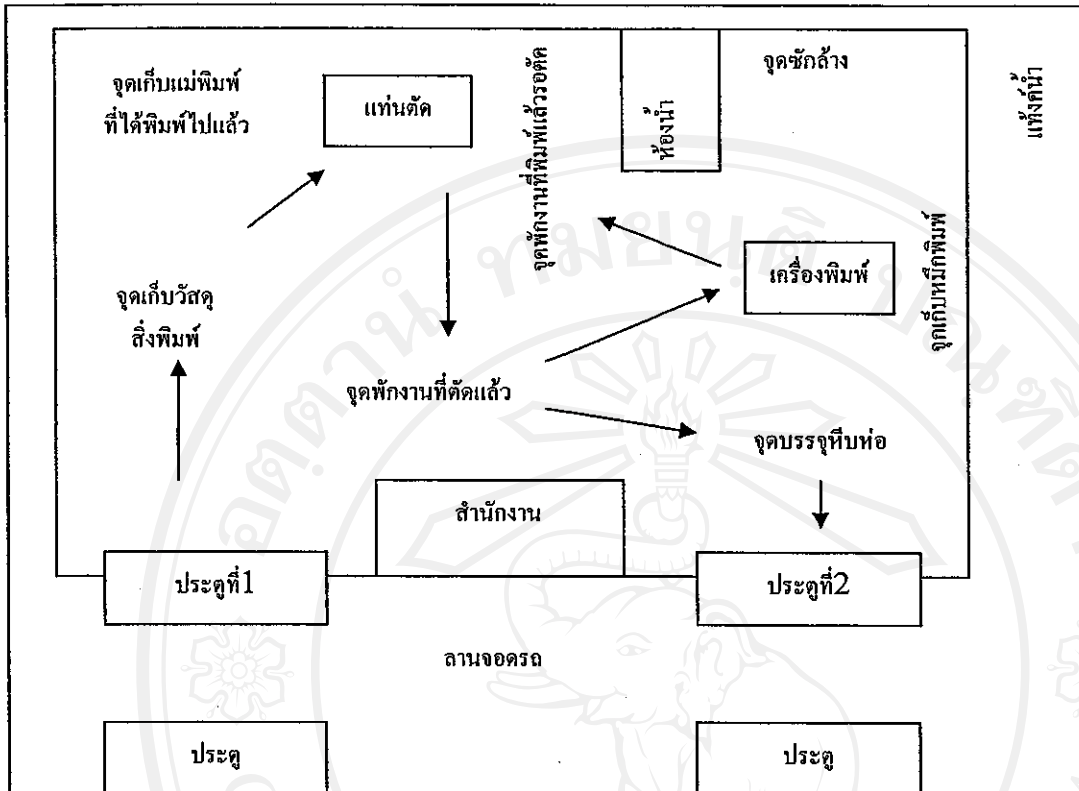 จุดเก็บแม่พิมพ์
ที่ได้พิมพ์ไปแล้ว
แท่นตัด
จุดพักงานที่พิมพ์แล้วรอตัด
ห้องน้ำ
จุดซักล้าง
แท้งค์น้ำ
จุดเก็บวัสดุ
สิ่งพิมพ์
เครื่องพิมพ์
จุกเก็บหมึกพิมพ์
จุดพักงานที่ตัดแล้ว
จุดบรรจุหีบห่อ
สำนักงาน
ประตูที่1
ประตูที่2
ลานจอดรถ
ประตู
ประตู